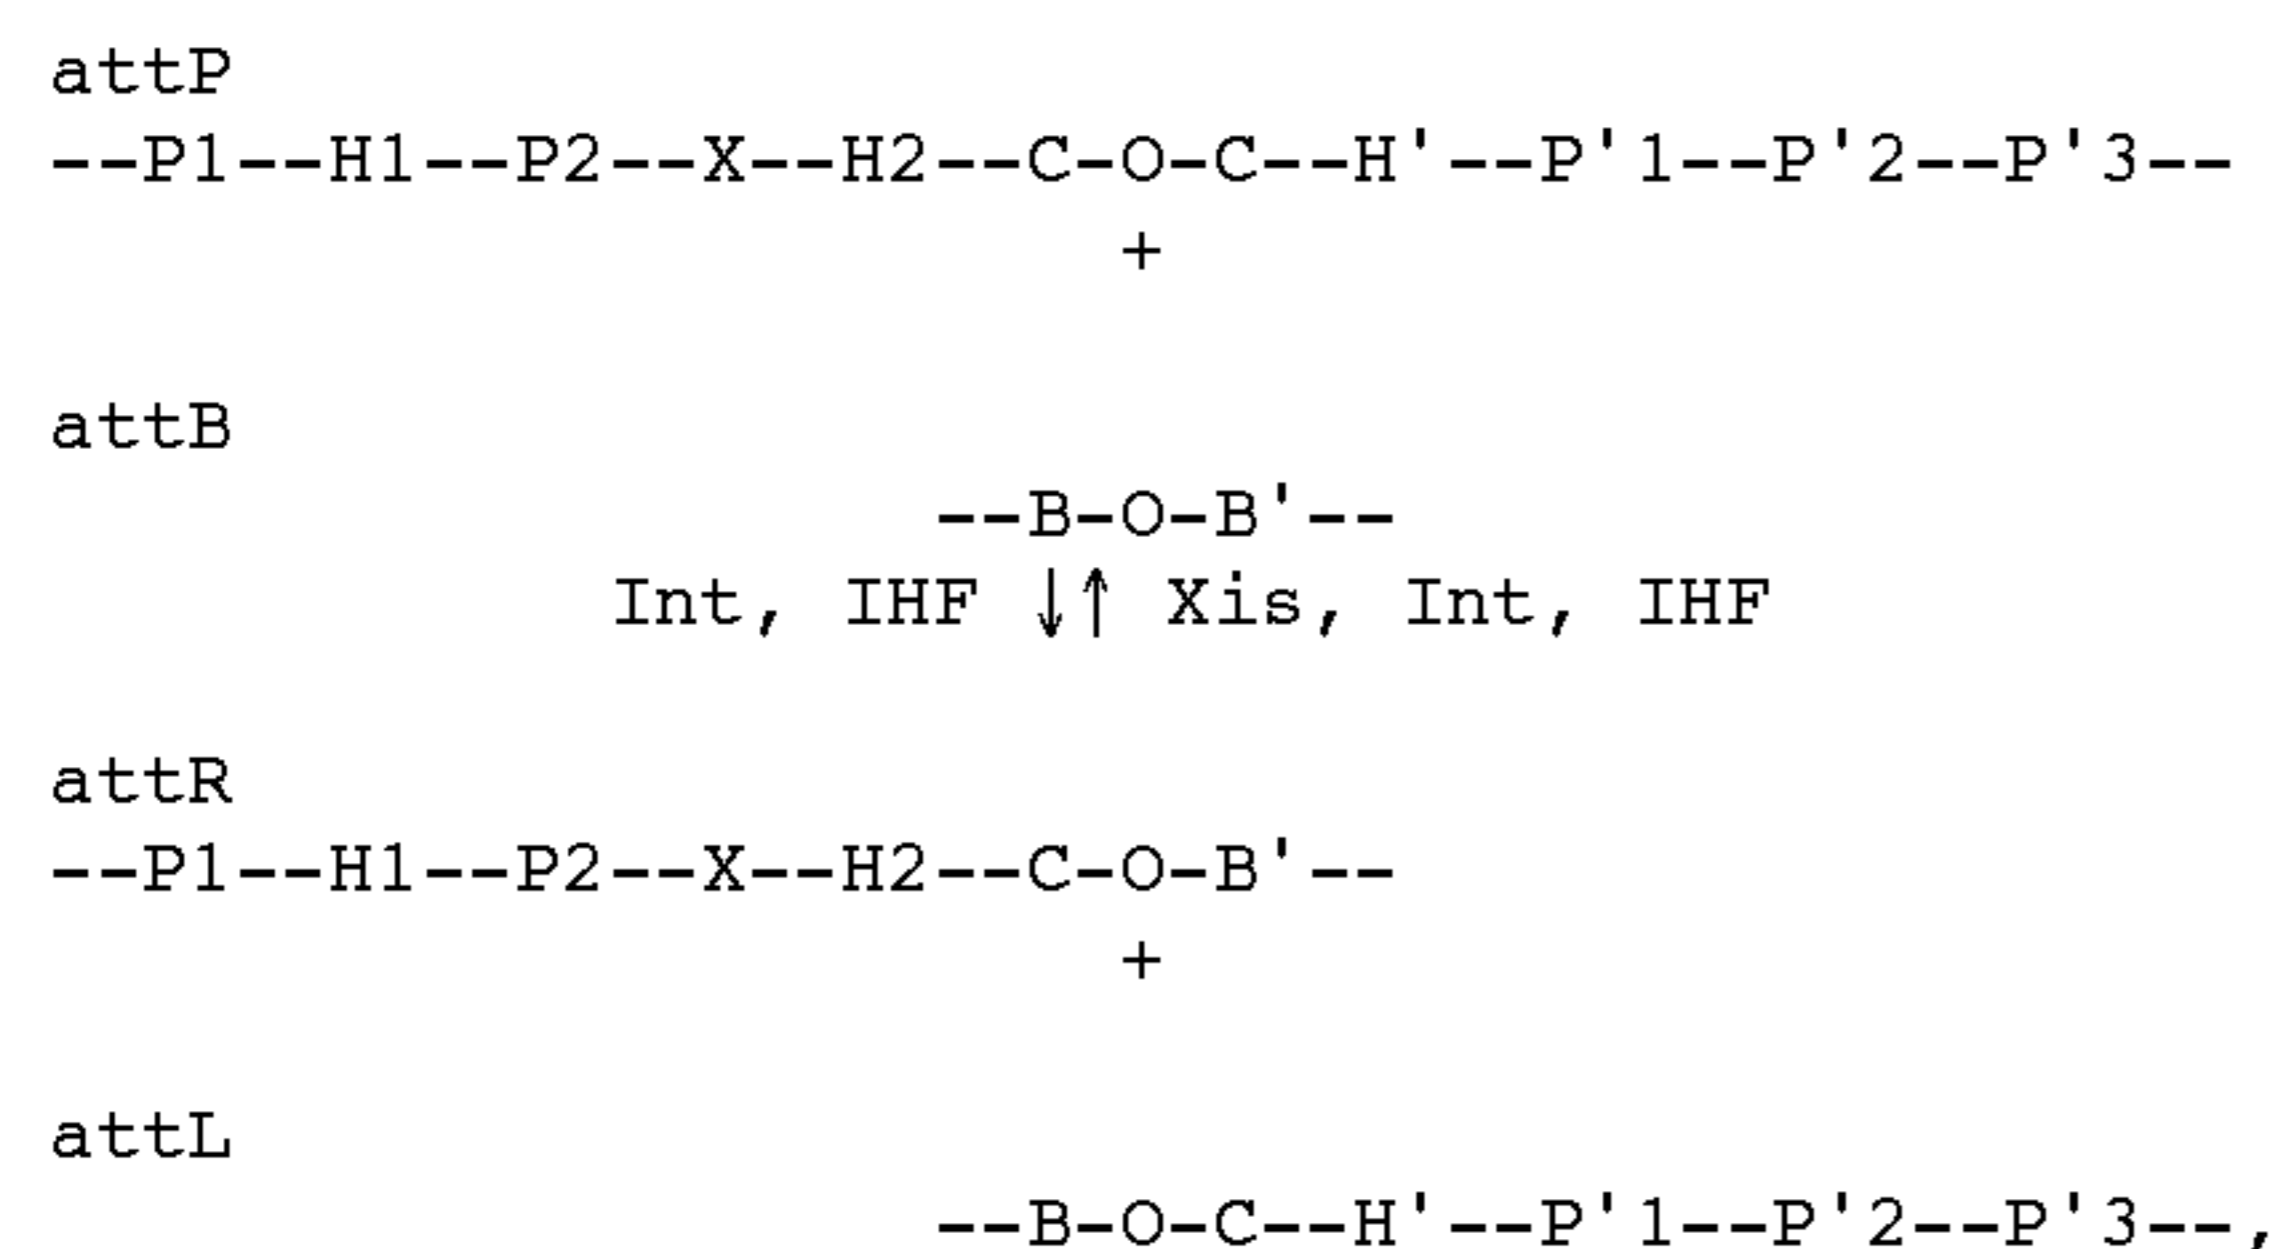 attP
--P1--H1--P2--X--H2--C-O-C--H'--P'1--P'2--P'3--
+
attB
--B-O-B'--
Int, IHF ↓↑ Xis, Int, IHF
attR
--P1--H1--P2--X--H2--C-O-B'--
+
attL
--B-O-C--H'--P'1--P'2--P'3--,